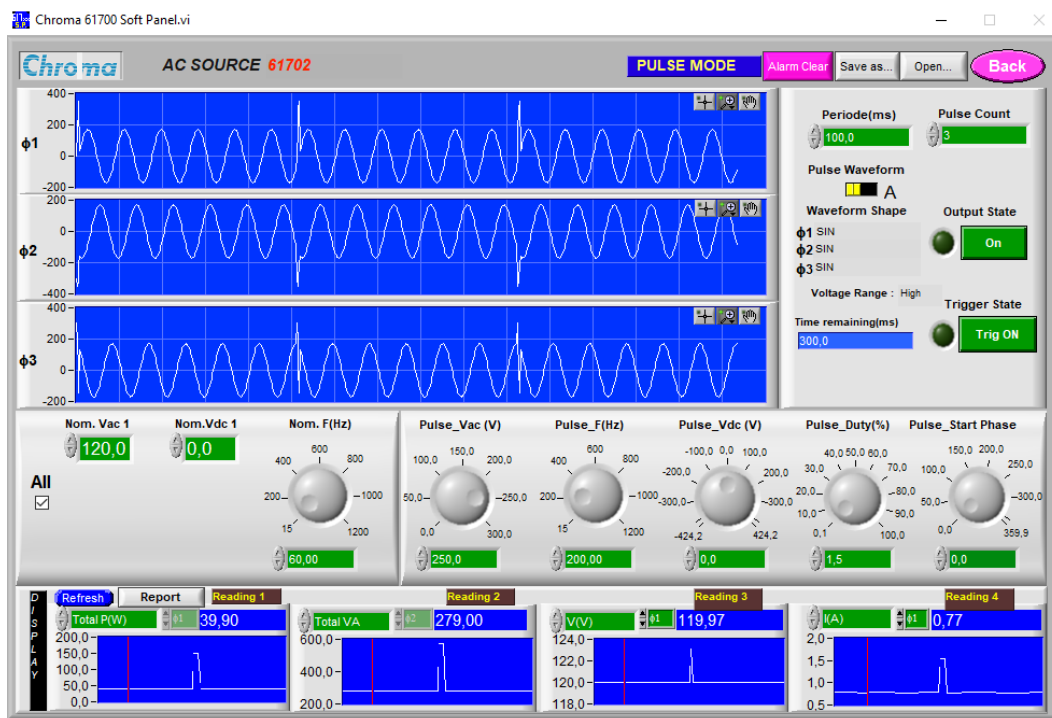 Chroma 61700 Soft Panel.vi
Chroma
AC SOURCE 61702
PULSE MODE
Alarm Clear
Save as...
Open...
Back
ϕ1
400
200
0
-200
ϕ2
200
0
-200
-400
ϕ3
400
200
0
-200
Periode(ms)
100,0
Pulse Count
3
Pulse Waveform
A
Waveform Shape
ϕ1 SIN
ϕ2 SIN
ϕ3 SIN
Output State
On
Voltage Range : High
Trigger State
Trig ON
Time remaining(ms)
300,0
All
Nom. Vac 1
120,0
Nom.Vdc 1
0,0
Nom. F(Hz)
15 200 400 600 800 1000 1200
60,00
Pulse_Vac (V)
0,0 50,0 100,0 150,0 200,0 250,0 300,0
250,0
Pulse_F(Hz)
15 200 400 600 800 1000 1200
200,00
Pulse_Vdc (V)
-424,2 -300,0 -200,0 -100,0 0,0 100,0 200,0 300,0 424,2
0,0
Pulse_Duty(%)
0,1 10,0 20,0 30,0 40,0 50,0 60,0 70,0 80,0 90,0 100,0
1,5
Pulse_Start Phase
0,0 50,0 100,0 150,0 200,0 250,0 300,0 359,9
0,0
DISPLAY
Refresh
Report
Reading 1
Total P(W)
ϕ1
39,90
200,0
150,0
100,0
50,0
0,0
Reading 2
Total VA
ϕ2
279,00
600,0
400,0
200,0
Reading 3
V(V)
ϕ1
119,97
124,0
122,0
120,0
118,0
Reading 4
I(A)
ϕ1
0,77
2,0
1,5
1,0
0,5